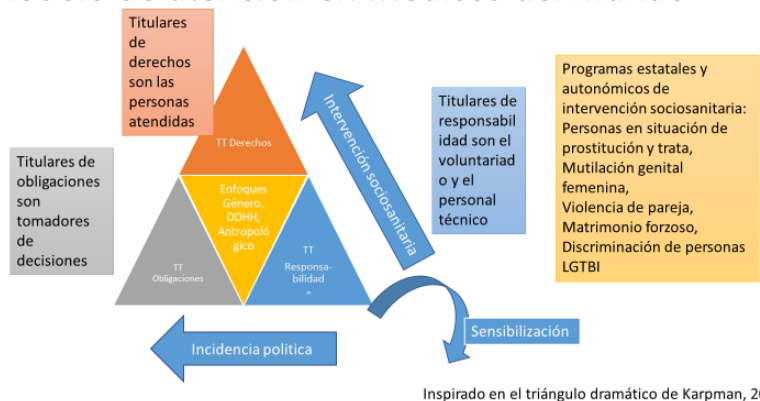 Titulares
de
derechos
son las
personas
atendidas
TT Derechos
Intervención sociosanitaria
Titulares de
responsabil
idad son el
voluntariad
o y el
personal
técnico
Programas estatales y
autonómicos de
intervención sociosanitaria:
Personas en situación de
prostitución y trata,
Mutilación genital
femenina,
Violencia de pareja,
Matrimonio forzoso,
Discriminación de personas
LGTBI
Titulares de
obligaciones
son
tomadores
de
decisiones
Enfoques
Género,
DDHH,
Antropoló
gico
TT
Obligaciones
TT
Responsa-
bilidad
"
Incidencia politica
Sensibilización
Inspirado en el triángulo dramático de Karpman,